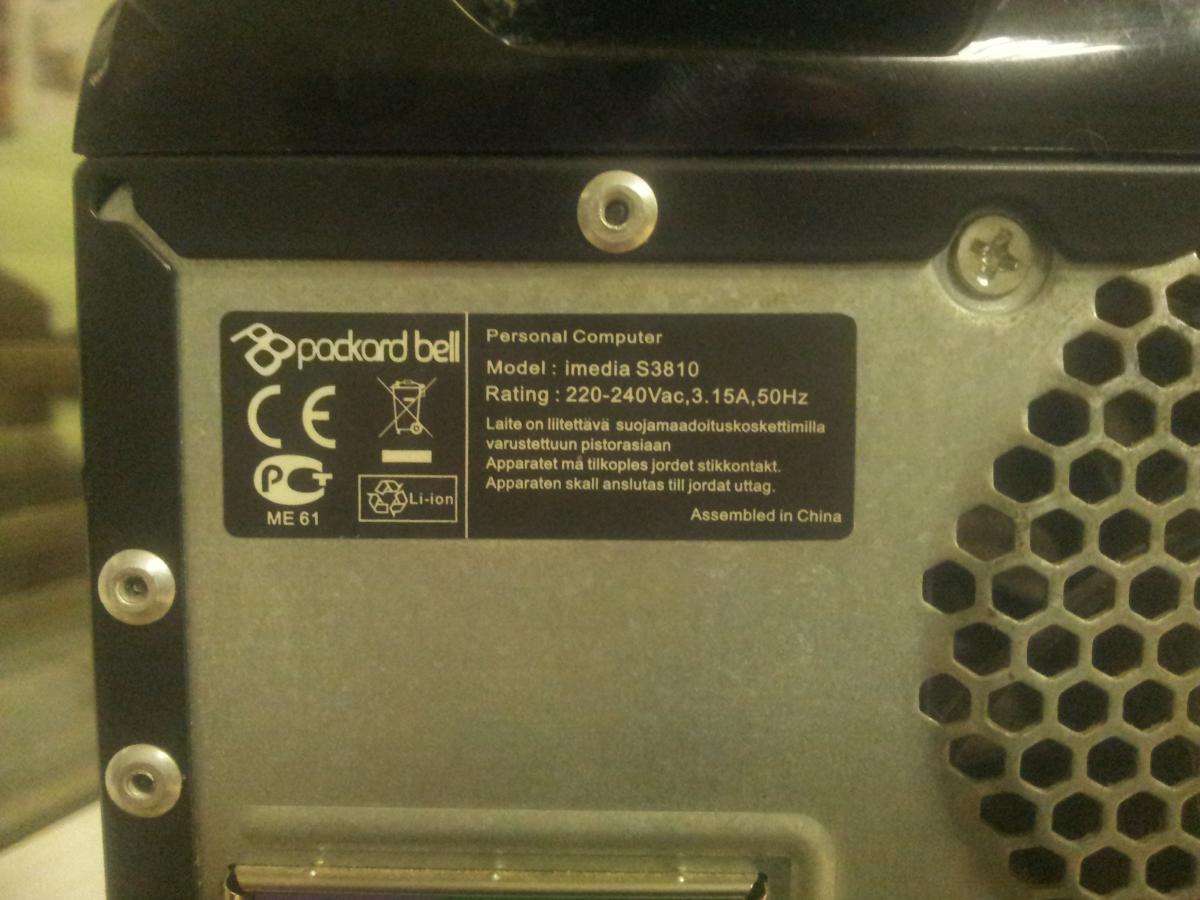 packard bell
CE
PCT
ME 61
Li-ion
Personal Computer
Model : imedia S3810
Rating : 220-240Vac,3.15A,50Hz
Laite on liitettävä suojamaadoituskoskettimilla
varustettuun pistorasiaan
Apparatet må tilkoples jordet stikkontakt.
Apparaten skall anslutas till jordat uttag.
Assembled in China